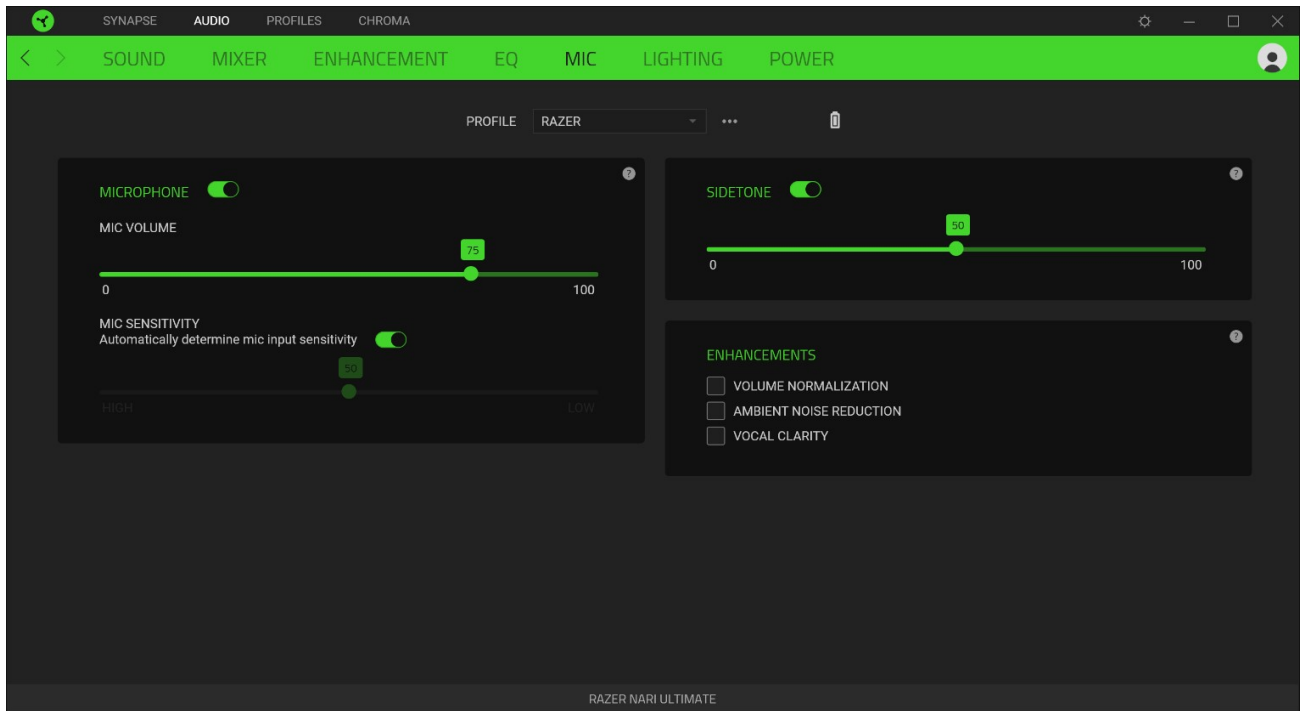 SYNAPSE AUDIO PROFILES CHROMA
SOUND MIXER ENHANCEMENT EQ MIC LIGHTING POWER
PROFILE RAZER
MICROPHONE
MIC VOLUME
75
0 100
MIC SENSITIVITY
Automatically determine mic input sensitivity
50
HIGH LOW
?
SIDETONE
50
0 100
?
ENHANCEMENTS
VOLUME NORMALIZATION
AMBIENT NOISE REDUCTION
VOCAL CLARITY
?
RAZER NARI ULTIMATE